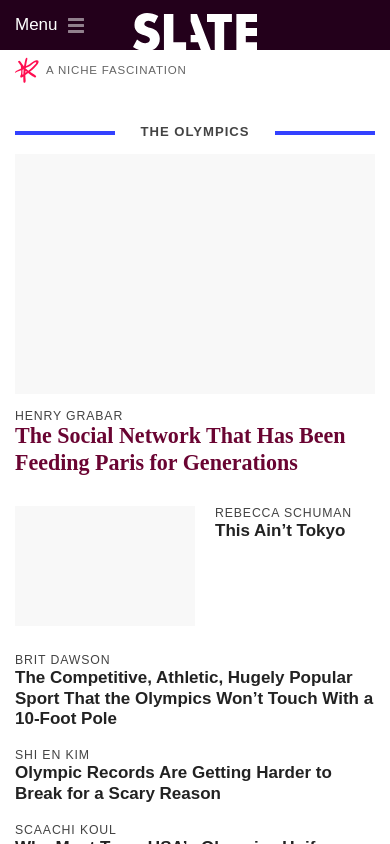 Menu
SLATE
A NICHE FASCINATION
THE OLYMPICS
HENRY GRABAR
The Social Network That Has Been
Feeding Paris for Generations
REBECCA SCHUMAN
This Ain’t Tokyo
BRIT DAWSON
The Competitive, Athletic, Hugely Popular
Sport That the Olympics Won’t Touch With a
10-Foot Pole
SHI EN KIM
Olympic Records Are Getting Harder to
Break for a Scary Reason
SCAACHI KOUL